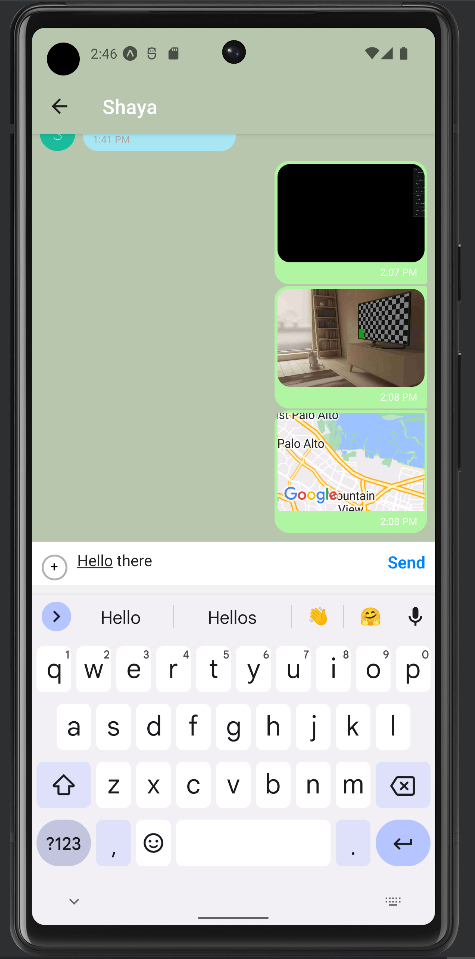 2:46
Shaya
S
1:41 PM
2:07 PM
2:08 PM
st Palo Alto
Palo Alto
Google
ountain
View
2:08 PM
+
Hello there
Send
Hello Hellos
1 2 3 4 5 6 7 8 9 0
q w e r t y u i o p
a s d f g h j k l
z x c v b n m
?123 , .